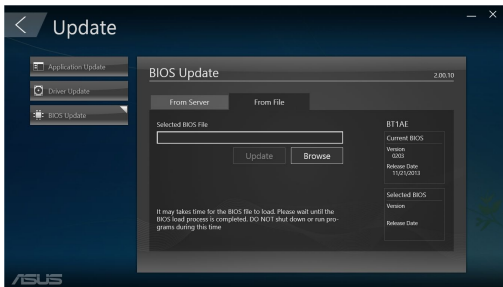 Update
Application Update
Driver Update
BIOS Update
BIOS Update
2.00.10
From Server
From File
Selected BIOS File
Update
Browse
It may takes time for the BIOS file to load. Please wait until the
BIOS load process is completed. DO NOT shut down or run pro-
grams during this time
BT1AE
Current BIOS
Version
0203
Release Date
11/21/2013
Selected BIOS
Version
Release Date
ASUS